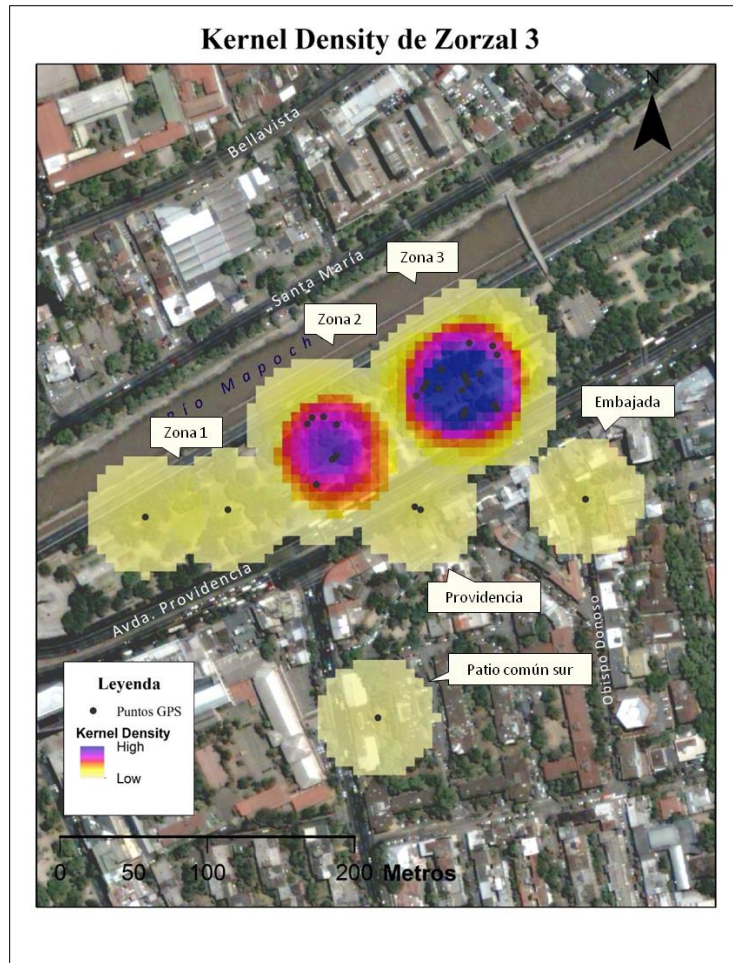 Kernel Density de Zorzal 3
N
Bellavista
Santa María
Zona 3
Zona 2
Río Mapoch
Zona 1
Embajada
Avda. Providencia
Providencia
Obispo Donoso
Patio común sur
Leyenda
Puntos GPS
Kernel Density
High
Low
0 50 100 200 Metros